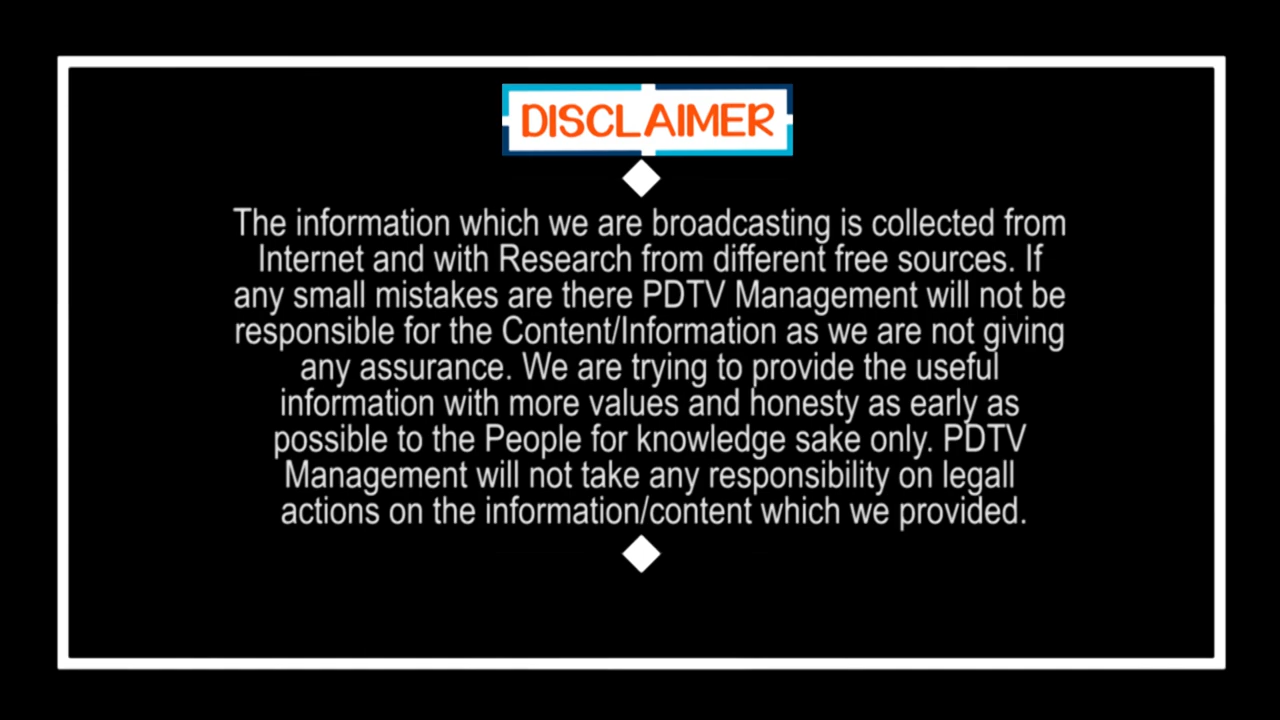 DISCLAIMER
The information which we are broadcasting is collected from
Internet and with Research from different free sources. If
any small mistakes are there PDTV Management will not be
responsible for the Content/Information as we are not giving
any assurance. We are trying to provide the useful
information with more values and honesty as early as
possible to the People for knowledge sake only. PDTV
Management will not take any responsibility on legall
actions on the information/content which we provided.